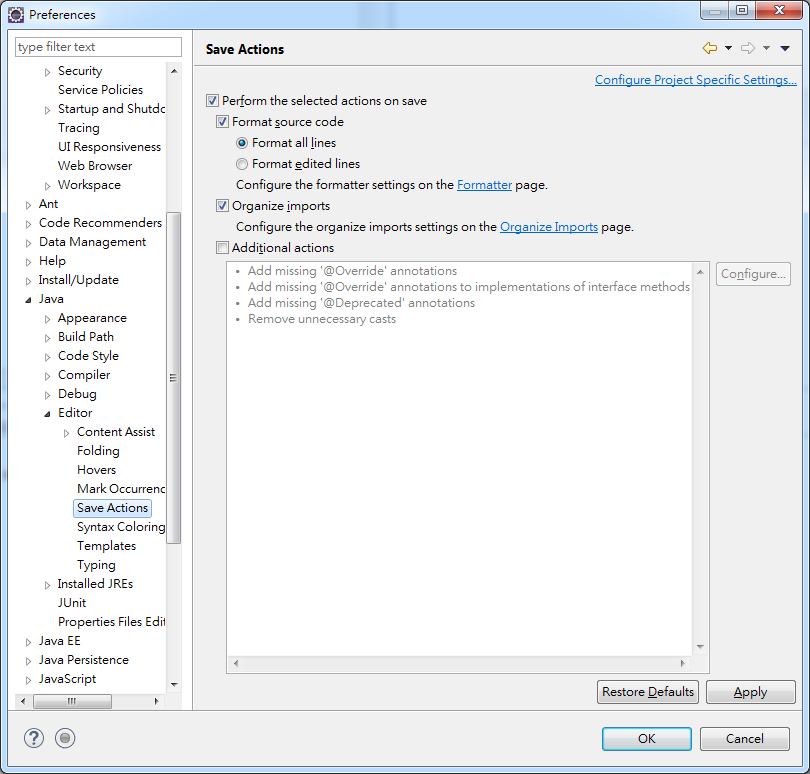 Preferences
type filter text
Security
Service Policies
Startup and Shutdo
Tracing
UI Responsiveness
Web Browser
Workspace
Ant
Code Recommenders
Data Management
Help
Install/Update
Java
Appearance
Build Path
Code Style
Compiler
Debug
Editor
Content Assist
Folding
Hovers
Mark Occurrenc
Save Actions
Syntax Coloring
Templates
Typing
Installed JREs
JUnit
Properties Files Edit
Java EE
Java Persistence
JavaScript
Save Actions
Configure Project Specific Settings...
Perform the selected actions on save
Format source code
Format all lines
Format edited lines
Configure the formatter settings on the Formatter page.
Organize imports
Configure the organize imports settings on the Organize Imports page.
Additional actions
• Add missing '@Override' annotations
• Add missing '@Override' annotations to implementations of interface methods
• Add missing '@Deprecated' annotations
• Remove unnecessary casts
Configure...
Restore Defaults Apply
OK Cancel